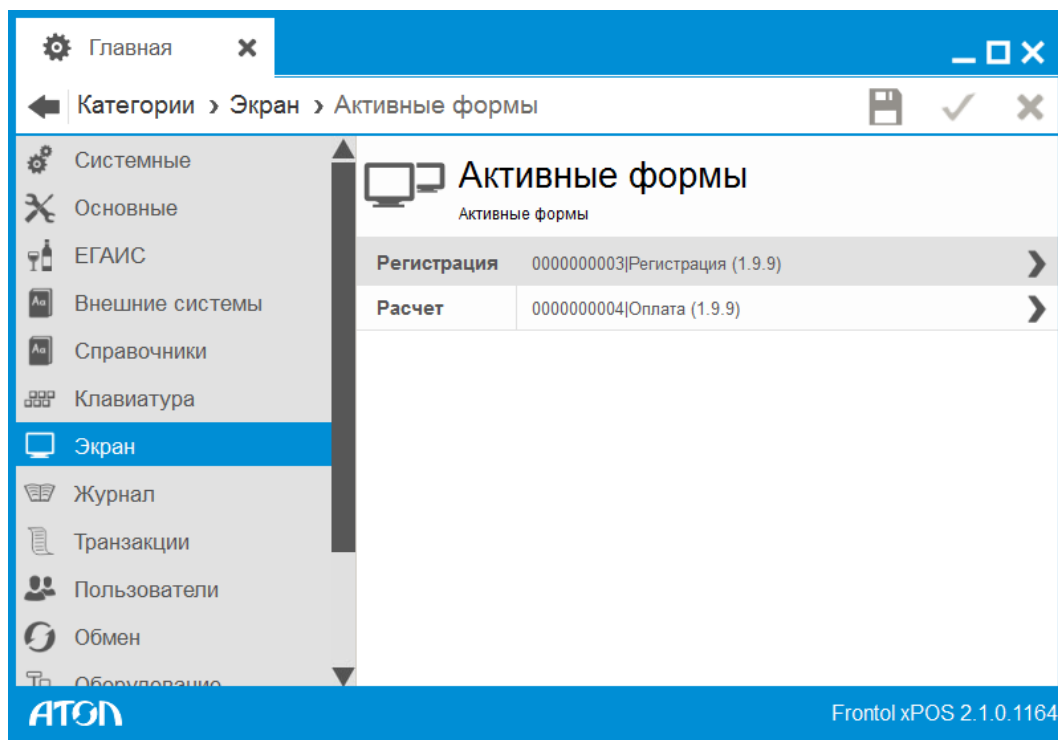 Главная
Категории › Экран › Активные формы
Системные
Основные
ЕГАИС
Внешние системы
Справочники
Клавиатура
Экран
Журнал
Транзакции
Пользователи
Обмен
Оборудование
Активные формы
Активные формы
Регистрация 0000000003|Регистрация (1.9.9)
Расчет 0000000004|Оплата (1.9.9)
ATOL
Frontol xPOS 2.1.0.1164